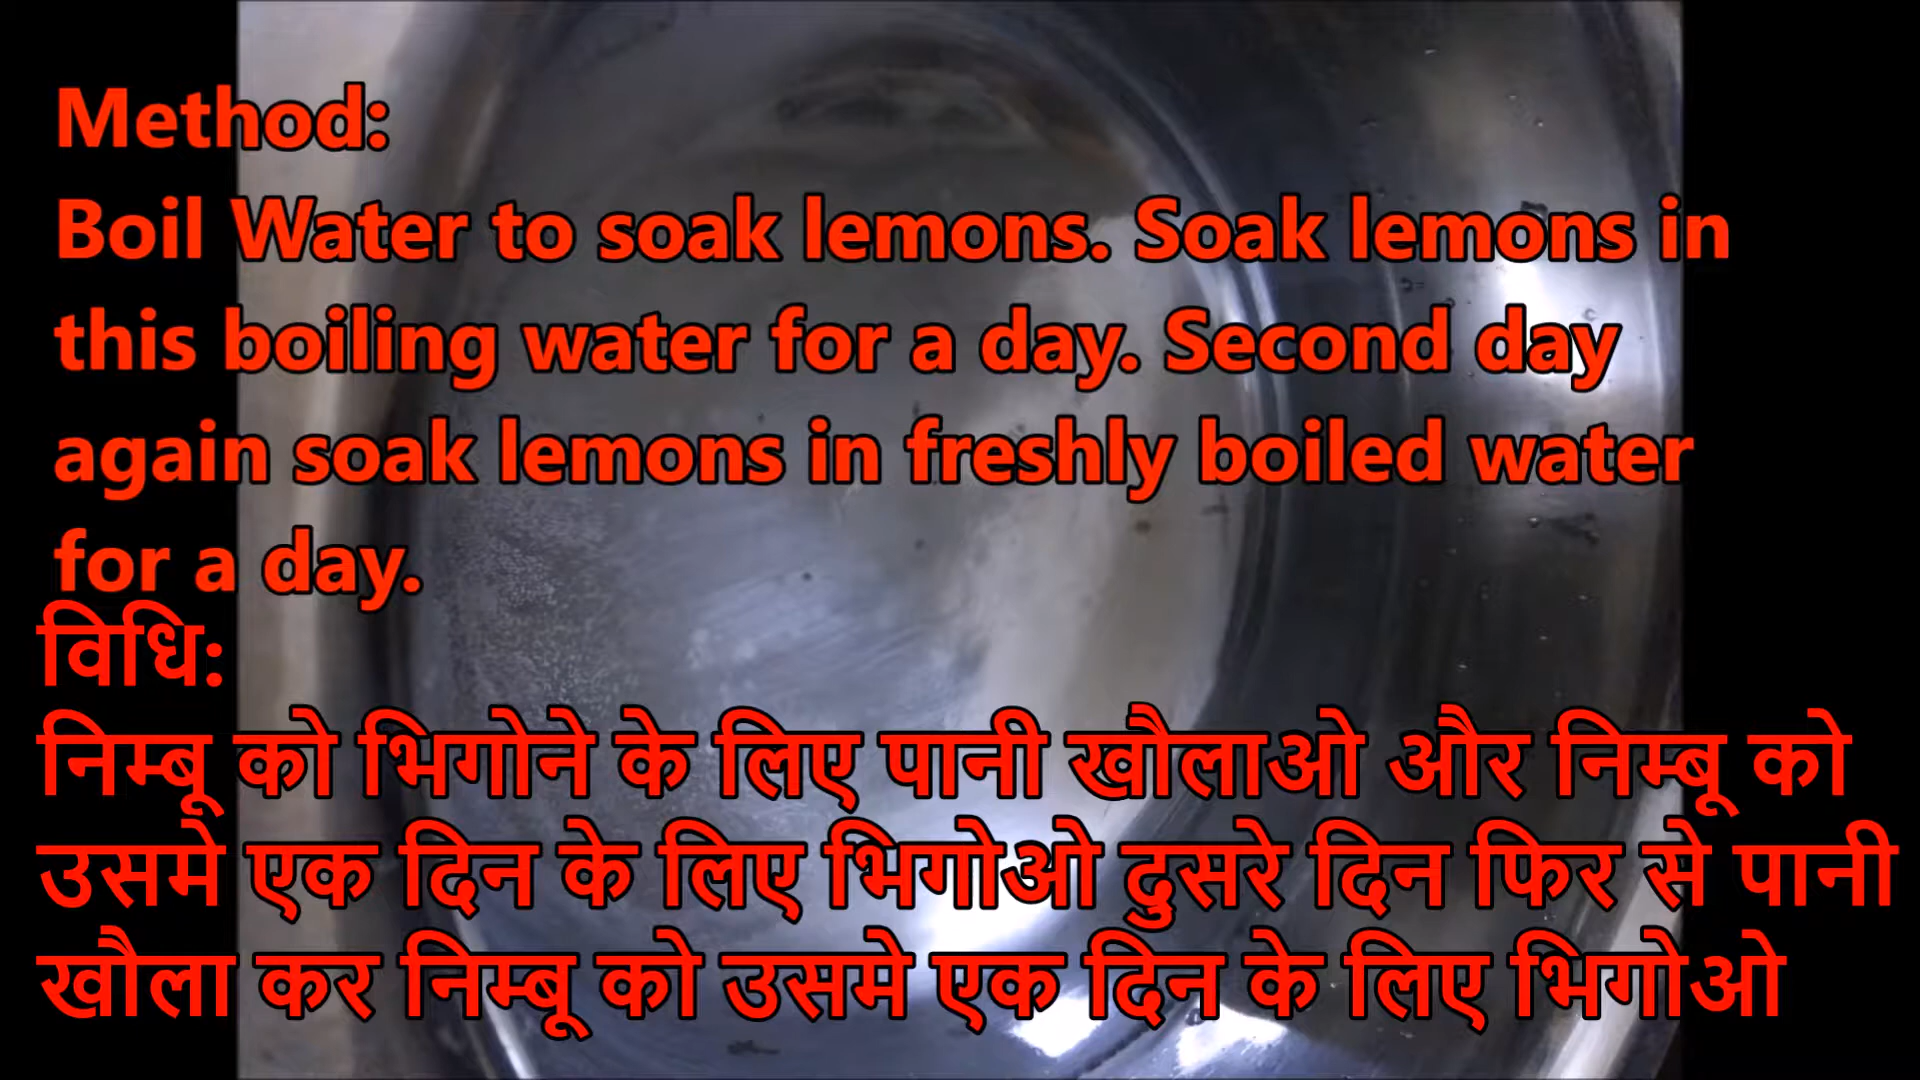 Method:
Boil Water to soak lemons. Soak lemons in
this boiling water for a day. Second day
again soak lemons in freshly boiled water
for a day.
विधि:
निम्बू को भिगोने के लिए पानी खौलाओ और निम्बू को
उसमे एक दिन के लिए भिगोओ दुसरे दिन फिर से पानी
खौला कर निम्बू को उसमे एक दिन के लिए भिगोओ